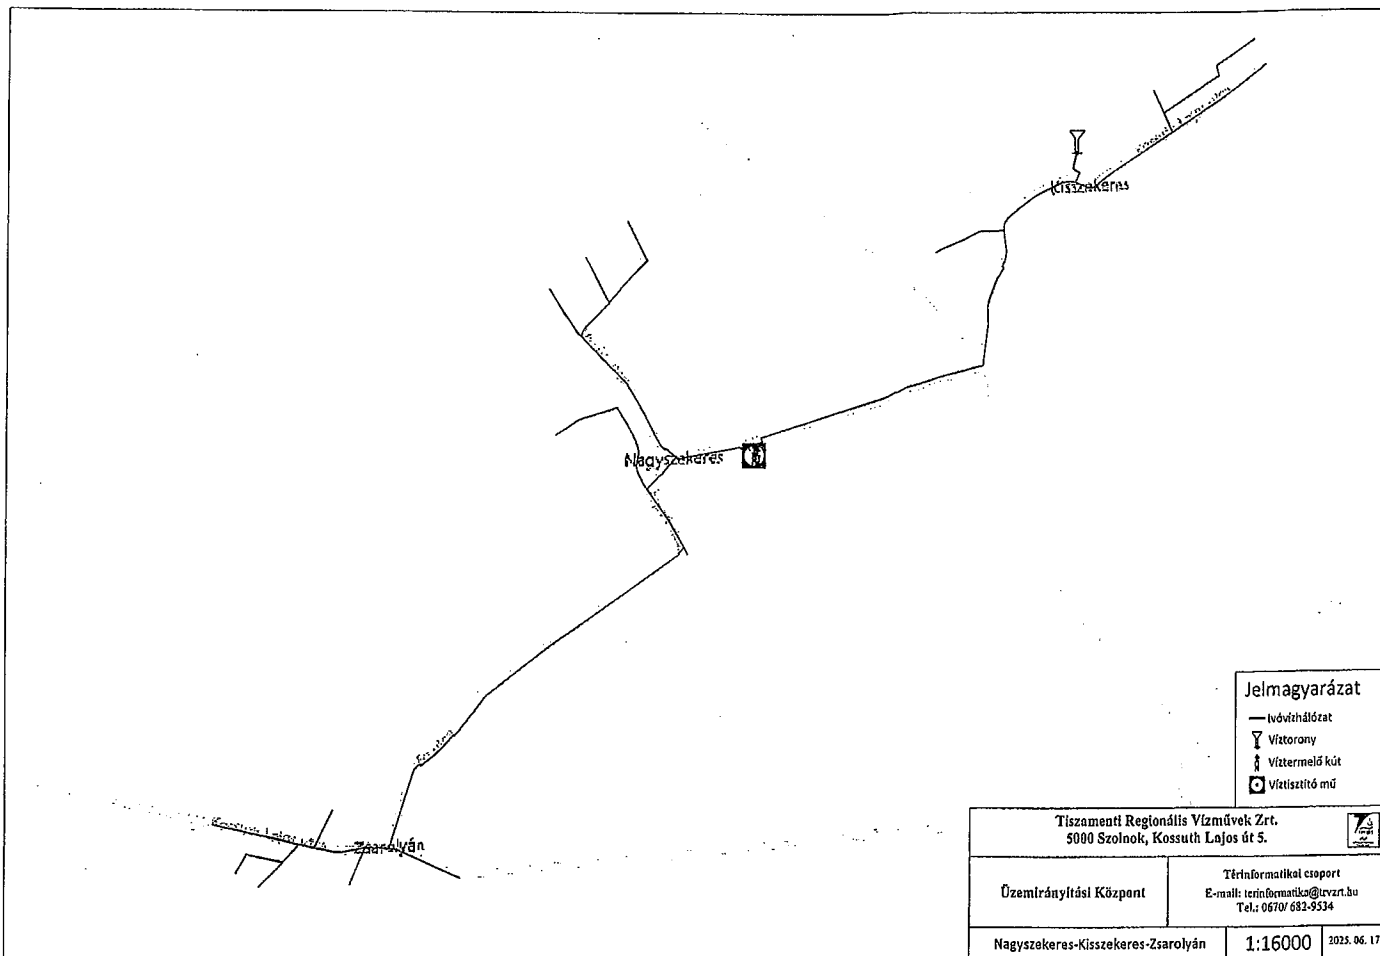 Kisszekeres
Nagyszekeres
Zsarolyán
Jelmagyarázat
Ivóvízhálózat
Víztorony
Víztermelő kút
Víztisztító mű
Tiszamenti Regionális Vízművek Zrt.
5000 Szolnok, Kossuth Lajos út 5.
Üzemirányítási Központ
Térinformatikai csoport
E-mail: terinformatika@trvzrt.hu
Tel.: 0670/ 682-9534
Nagyszekeres-Kisszekeres-Zsarolyán
1:16000
2025. 06. 17